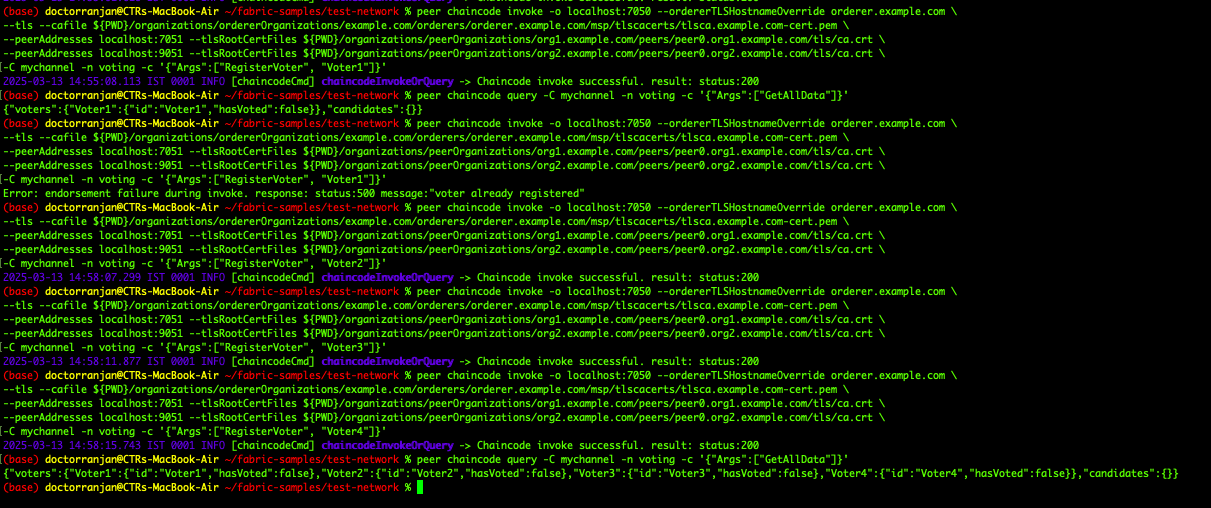 (base) doctorranjan@CTRs-MacBook-Air ~/fabric-samples/test-network % peer chaincode invoke -o localhost:7050 --ordererTLSHostnameOverride orderer.example.com \
--tls --cafile ${PWD}/organizations/ordererOrganizations/example.com/orderers/orderer.example.com/msp/tlscacerts/tlsca.example.com-cert.pem \
--peerAddresses localhost:7051 --tlsRootCertFiles ${PWD}/organizations/peerOrganizations/org1.example.com/peers/peer0.org1.example.com/tls/ca.crt \
--peerAddresses localhost:9051 --tlsRootCertFiles ${PWD}/organizations/peerOrganizations/org2.example.com/peers/peer0.org2.example.com/tls/ca.crt \
[-C mychannel -n voting -c '{"Args":["RegisterVoter", "Voter1"]}'
2025-03-13 14:55:08.113 IST 0001 INFO [chaincodeCmd] chaincodeInvokeOrQuery -> Chaincode invoke successful. result: status:200
[(base) doctorranjan@CTRs-MacBook-Air ~/fabric-samples/test-network % peer chaincode query -C mychannel -n voting -c '{"Args":["GetAllData"]}'
{"voters":{"Voter1":{"id":"Voter1","hasVoted":false}},"candidates":{}}
(base) doctorranjan@CTRs-MacBook-Air ~/fabric-samples/test-network % peer chaincode invoke -o localhost:7050 --ordererTLSHostnameOverride orderer.example.com \
--tls --cafile ${PWD}/organizations/ordererOrganizations/example.com/orderers/orderer.example.com/msp/tlscacerts/tlsca.example.com-cert.pem \
--peerAddresses localhost:7051 --tlsRootCertFiles ${PWD}/organizations/peerOrganizations/org1.example.com/peers/peer0.org1.example.com/tls/ca.crt \
--peerAddresses localhost:9051 --tlsRootCertFiles ${PWD}/organizations/peerOrganizations/org2.example.com/peers/peer0.org2.example.com/tls/ca.crt \
[-C mychannel -n voting -c '{"Args":["RegisterVoter", "Voter1"]}'
Error: endorsement failure during invoke. response: status:500 message:"voter already registered"
(base) doctorranjan@CTRs-MacBook-Air ~/fabric-samples/test-network % peer chaincode invoke -o localhost:7050 --ordererTLSHostnameOverride orderer.example.com \
--tls --cafile ${PWD}/organizations/ordererOrganizations/example.com/orderers/orderer.example.com/msp/tlscacerts/tlsca.example.com-cert.pem \
--peerAddresses localhost:7051 --tlsRootCertFiles ${PWD}/organizations/peerOrganizations/org1.example.com/peers/peer0.org1.example.com/tls/ca.crt \
--peerAddresses localhost:9051 --tlsRootCertFiles ${PWD}/organizations/peerOrganizations/org2.example.com/peers/peer0.org2.example.com/tls/ca.crt \
[-C mychannel -n voting -c '{"Args":["RegisterVoter", "Voter2"]}'
2025-03-13 14:58:07.299 IST 0001 INFO [chaincodeCmd] chaincodeInvokeOrQuery -> Chaincode invoke successful. result: status:200
(base) doctorranjan@CTRs-MacBook-Air ~/fabric-samples/test-network % peer chaincode invoke -o localhost:7050 --ordererTLSHostnameOverride orderer.example.com \
--tls --cafile ${PWD}/organizations/ordererOrganizations/example.com/orderers/orderer.example.com/msp/tlscacerts/tlsca.example.com-cert.pem \
--peerAddresses localhost:7051 --tlsRootCertFiles ${PWD}/organizations/peerOrganizations/org1.example.com/peers/peer0.org1.example.com/tls/ca.crt \
--peerAddresses localhost:9051 --tlsRootCertFiles ${PWD}/organizations/peerOrganizations/org2.example.com/peers/peer0.org2.example.com/tls/ca.crt \
[-C mychannel -n voting -c '{"Args":["RegisterVoter", "Voter3"]}'
2025-03-13 14:58:11.877 IST 0001 INFO [chaincodeCmd] chaincodeInvokeOrQuery -> Chaincode invoke successful. result: status:200
(base) doctorranjan@CTRs-MacBook-Air ~/fabric-samples/test-network % peer chaincode invoke -o localhost:7050 --ordererTLSHostnameOverride orderer.example.com \
--tls --cafile ${PWD}/organizations/ordererOrganizations/example.com/orderers/orderer.example.com/msp/tlscacerts/tlsca.example.com-cert.pem \
--peerAddresses localhost:7051 --tlsRootCertFiles ${PWD}/organizations/peerOrganizations/org1.example.com/peers/peer0.org1.example.com/tls/ca.crt \
--peerAddresses localhost:9051 --tlsRootCertFiles ${PWD}/organizations/peerOrganizations/org2.example.com/peers/peer0.org2.example.com/tls/ca.crt \
[-C mychannel -n voting -c '{"Args":["RegisterVoter", "Voter4"]}'
2025-03-13 14:58:15.743 IST 0001 INFO [chaincodeCmd] chaincodeInvokeOrQuery -> Chaincode invoke successful. result: status:200
[(base) doctorranjan@CTRs-MacBook-Air ~/fabric-samples/test-network % peer chaincode query -C mychannel -n voting -c '{"Args":["GetAllData"]}'
{"voters":{"Voter1":{"id":"Voter1","hasVoted":false},"Voter2":{"id":"Voter2","hasVoted":false},"Voter3":{"id":"Voter3","hasVoted":false},"Voter4":{"id":"Voter4","hasVoted":false}},"candidates":{}}
(base) doctorranjan@CTRs-MacBook-Air ~/fabric-samples/test-network %